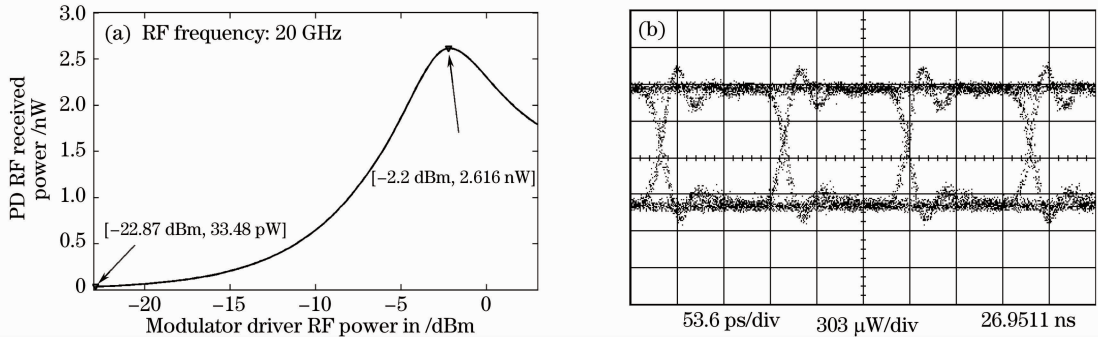 (a) RF frequency: 20 GHz
3.0
2.5
2.0
1.5
1.0
0.5
0
PD RF received
power /nW
[−2.2 dBm, 2.616 nW]
[−22.87 dBm, 33.48 pW]
−20 −15 −10 −5 0
Modulator driver RF power in /dBm
(b)
53.6 ps/div 303 μW/div 26.9511 ns